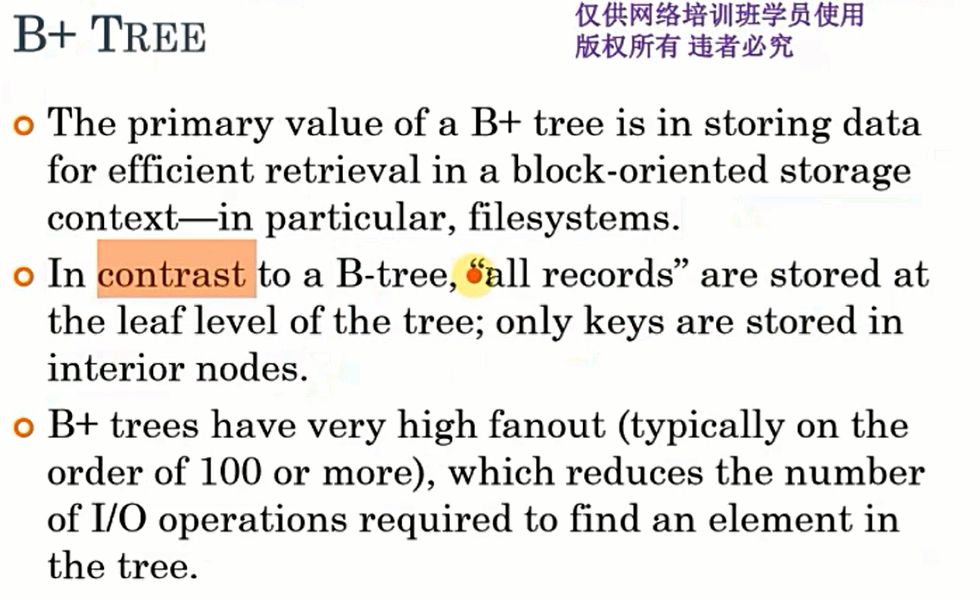 B+ TREE
仅供网络培训班学员使用
版权所有 违者必究
The primary value of a B+ tree is in storing data
for efficient retrieval in a block-oriented storage
context—in particular, filesystems.
In contrast to a B-tree, “all records” are stored at
the leaf level of the tree; only keys are stored in
interior nodes.
B+ trees have very high fanout (typically on the
order of 100 or more), which reduces the number
of I/O operations required to find an element in
the tree.